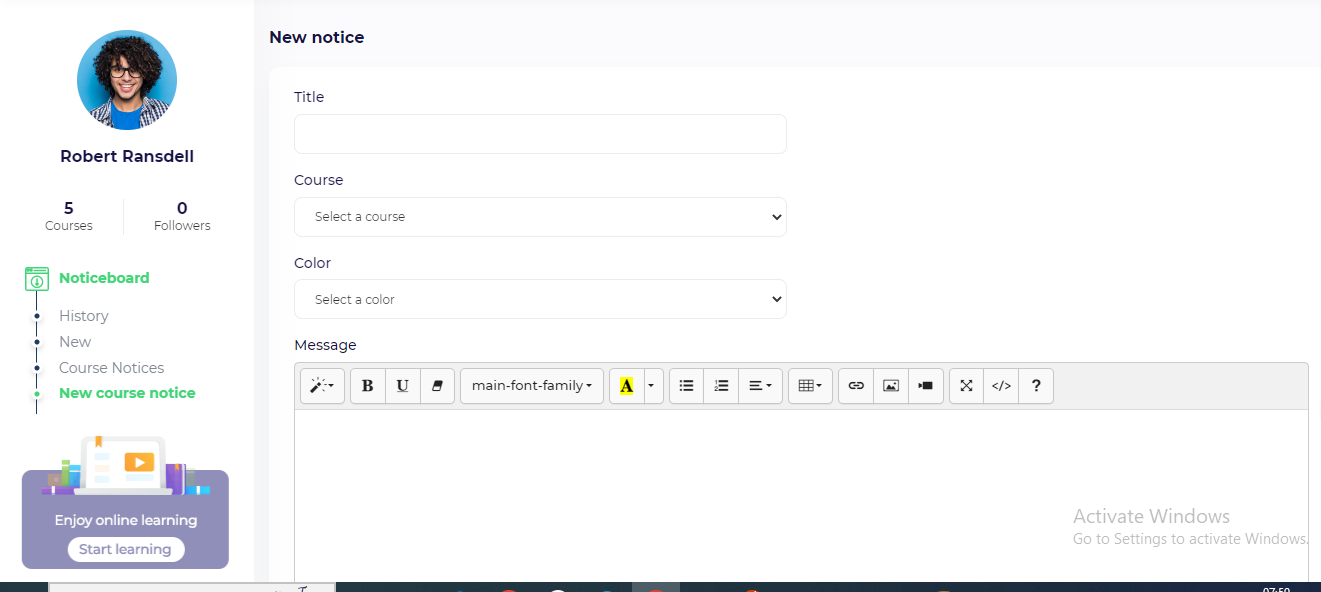 New notice
Robert Ransdell
5
Courses
0
Followers
Noticeboard
History
New
Course Notices
New course notice
Enjoy online learning
Start learning
Title
Course
Select a course
Color
Select a color
Message
B U main-font-family A </> ?
Activate Windows
Go to Settings to activate Windows.